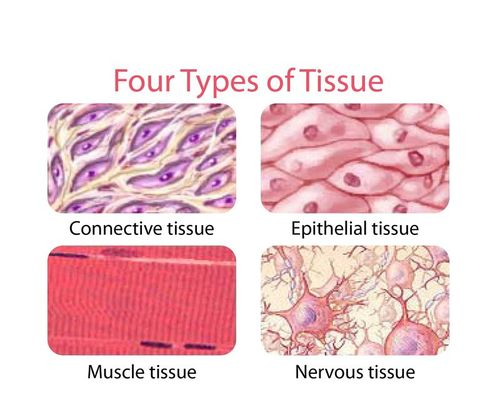 Four Types of Tissue
Connective tissue
Epithelial tissue
Muscle tissue
Nervous tissue